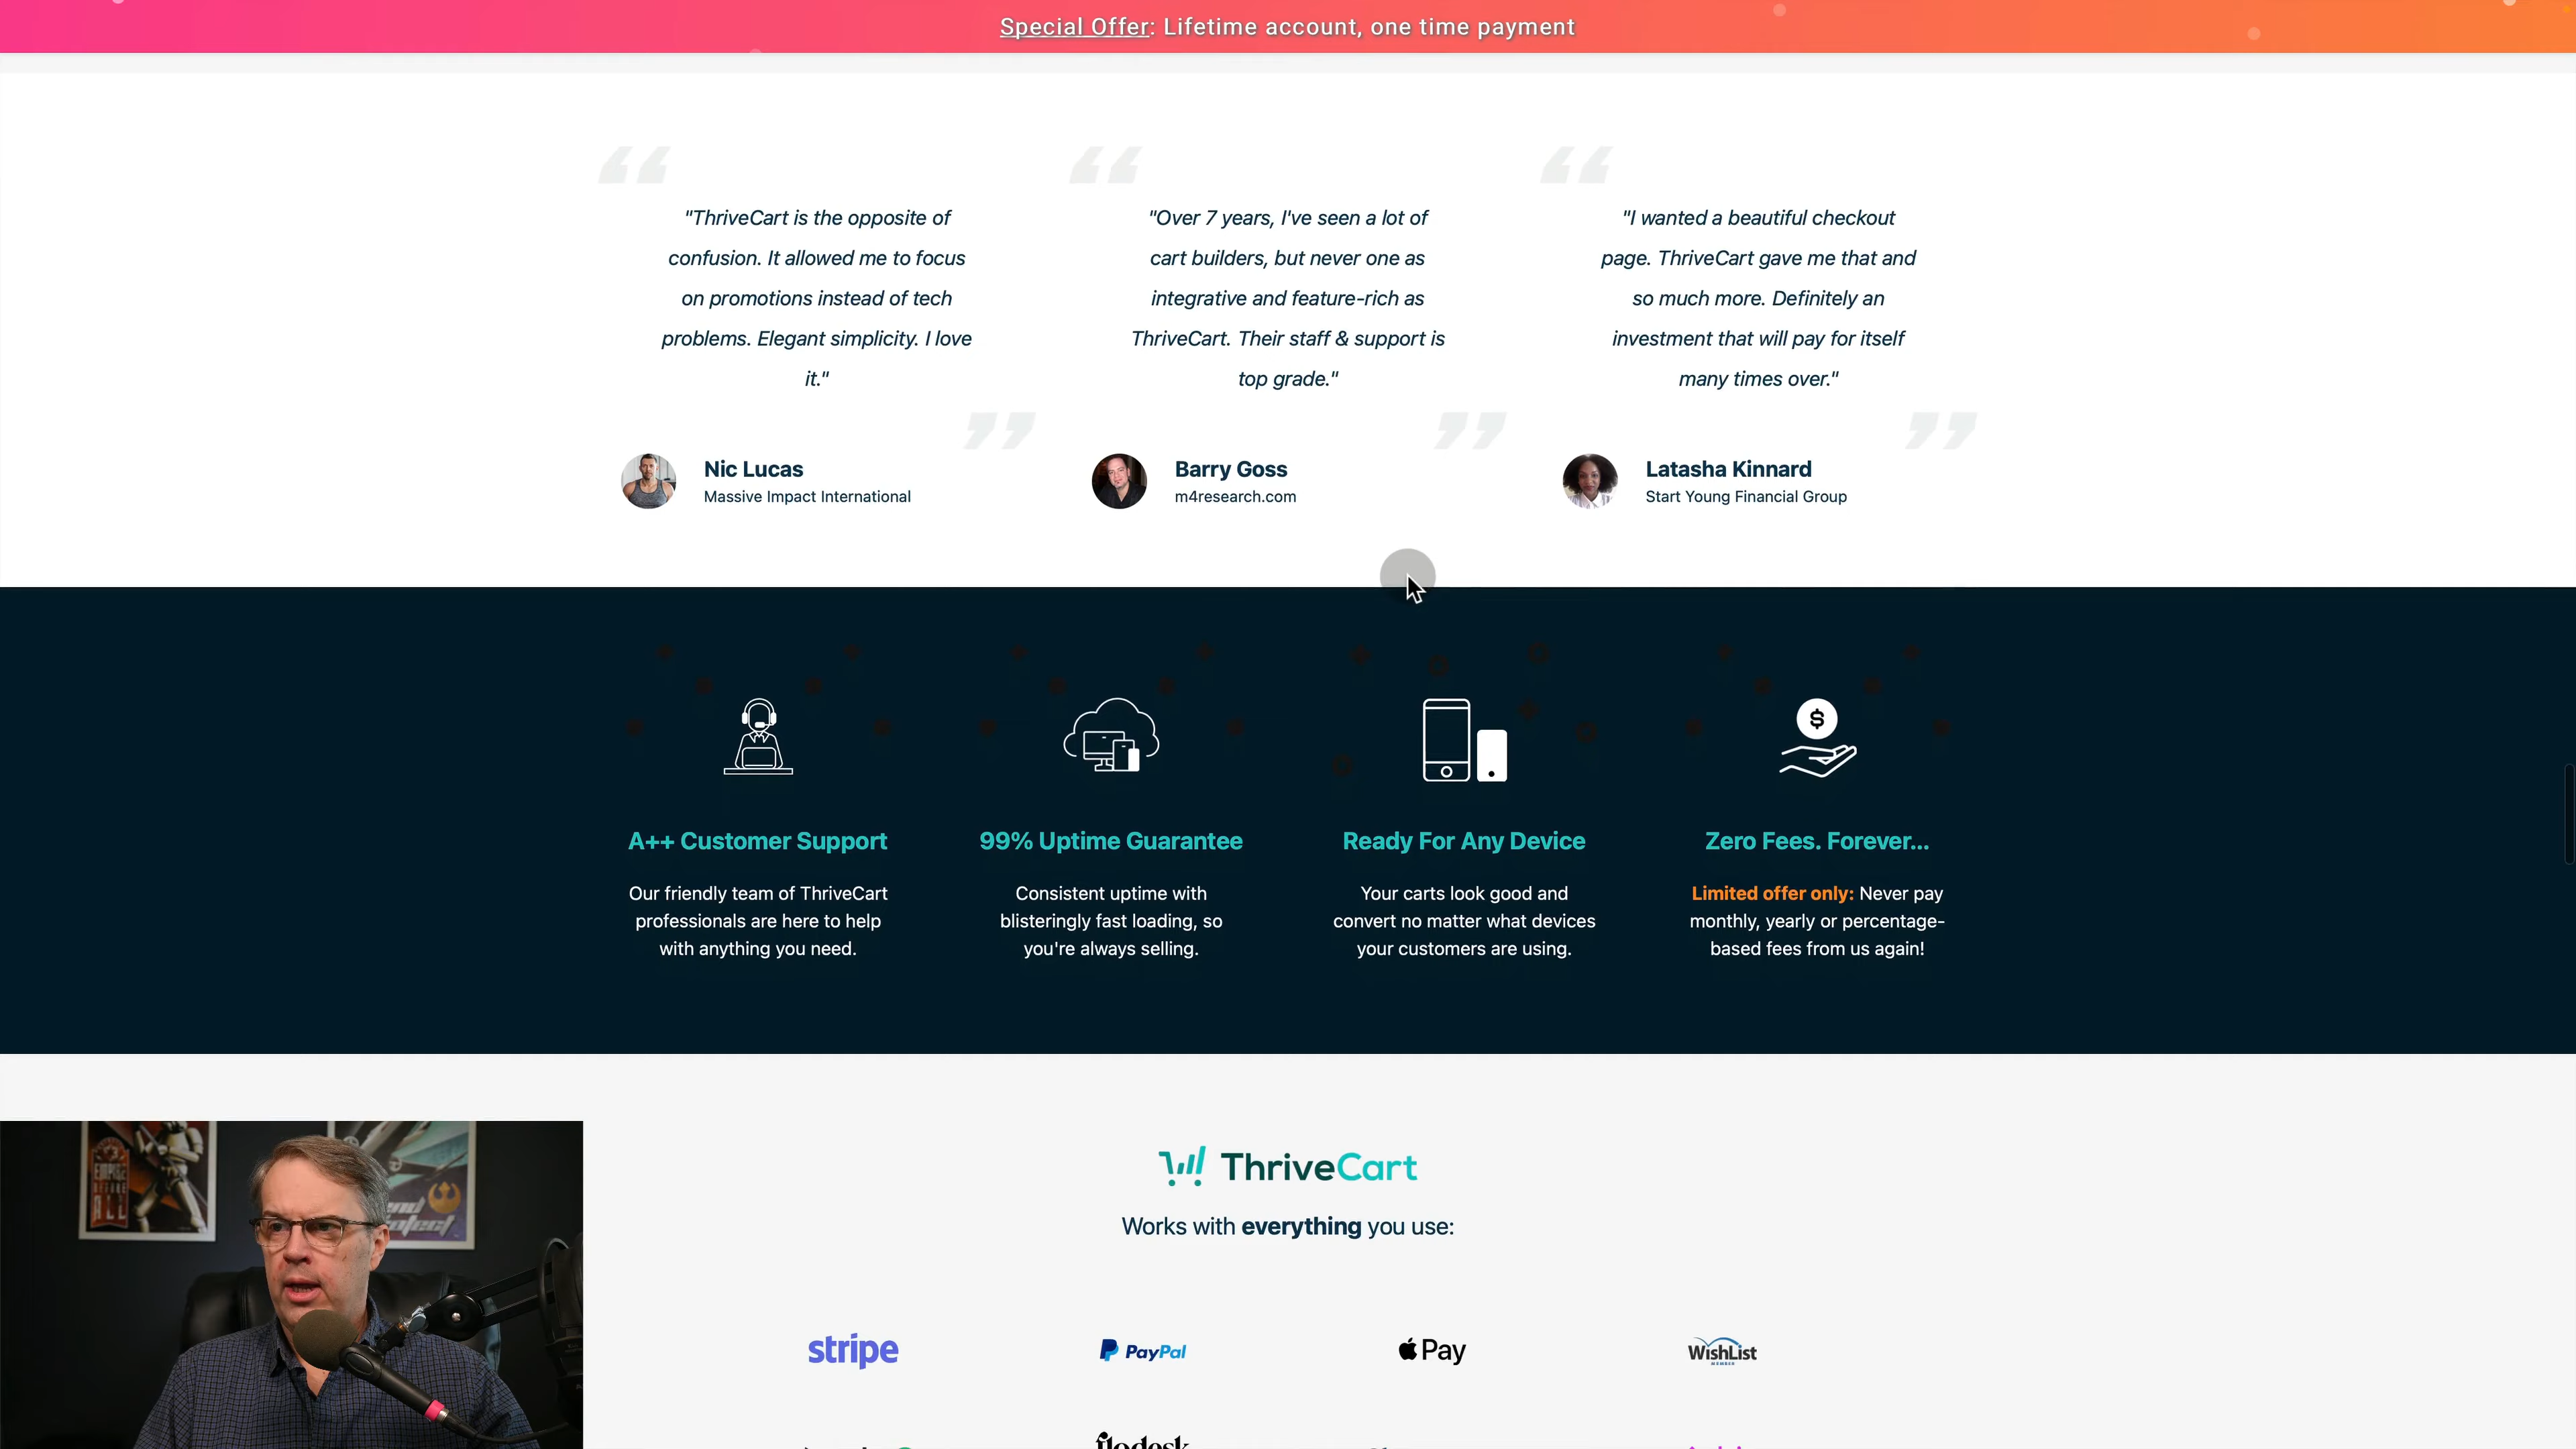 Special Offer: Lifetime account, one time payment
"ThriveCart is the opposite of
confusion. It allowed me to focus
on promotions instead of tech
problems. Elegant simplicity. I love
it."
Nic Lucas
Massive Impact International
"Over 7 years, I've seen a lot of
cart builders, but never one as
integrative and feature-rich as
ThriveCart. Their staff & support is
top grade."
Barry Goss
m4research.com
"I wanted a beautiful checkout
page. ThriveCart gave me that and
so much more. Definitely an
investment that will pay for itself
many times over."
Latasha Kinnard
Start Young Financial Group
A++ Customer Support
Our friendly team of ThriveCart
professionals are here to help
with anything you need.
99% Uptime Guarantee
Consistent uptime with
blisteringly fast loading, so
you're always selling.
Ready For Any Device
Your carts look good and
convert no matter what devices
your customers are using.
Zero Fees. Forever...
Limited offer only: Never pay
monthly, yearly or percentage-
based fees from us again!
ThriveCart
Works with everything you use:
stripe
PayPal
Pay
WishList
MEMBER
flodesk
EMPIRE
BEFORE
ALL